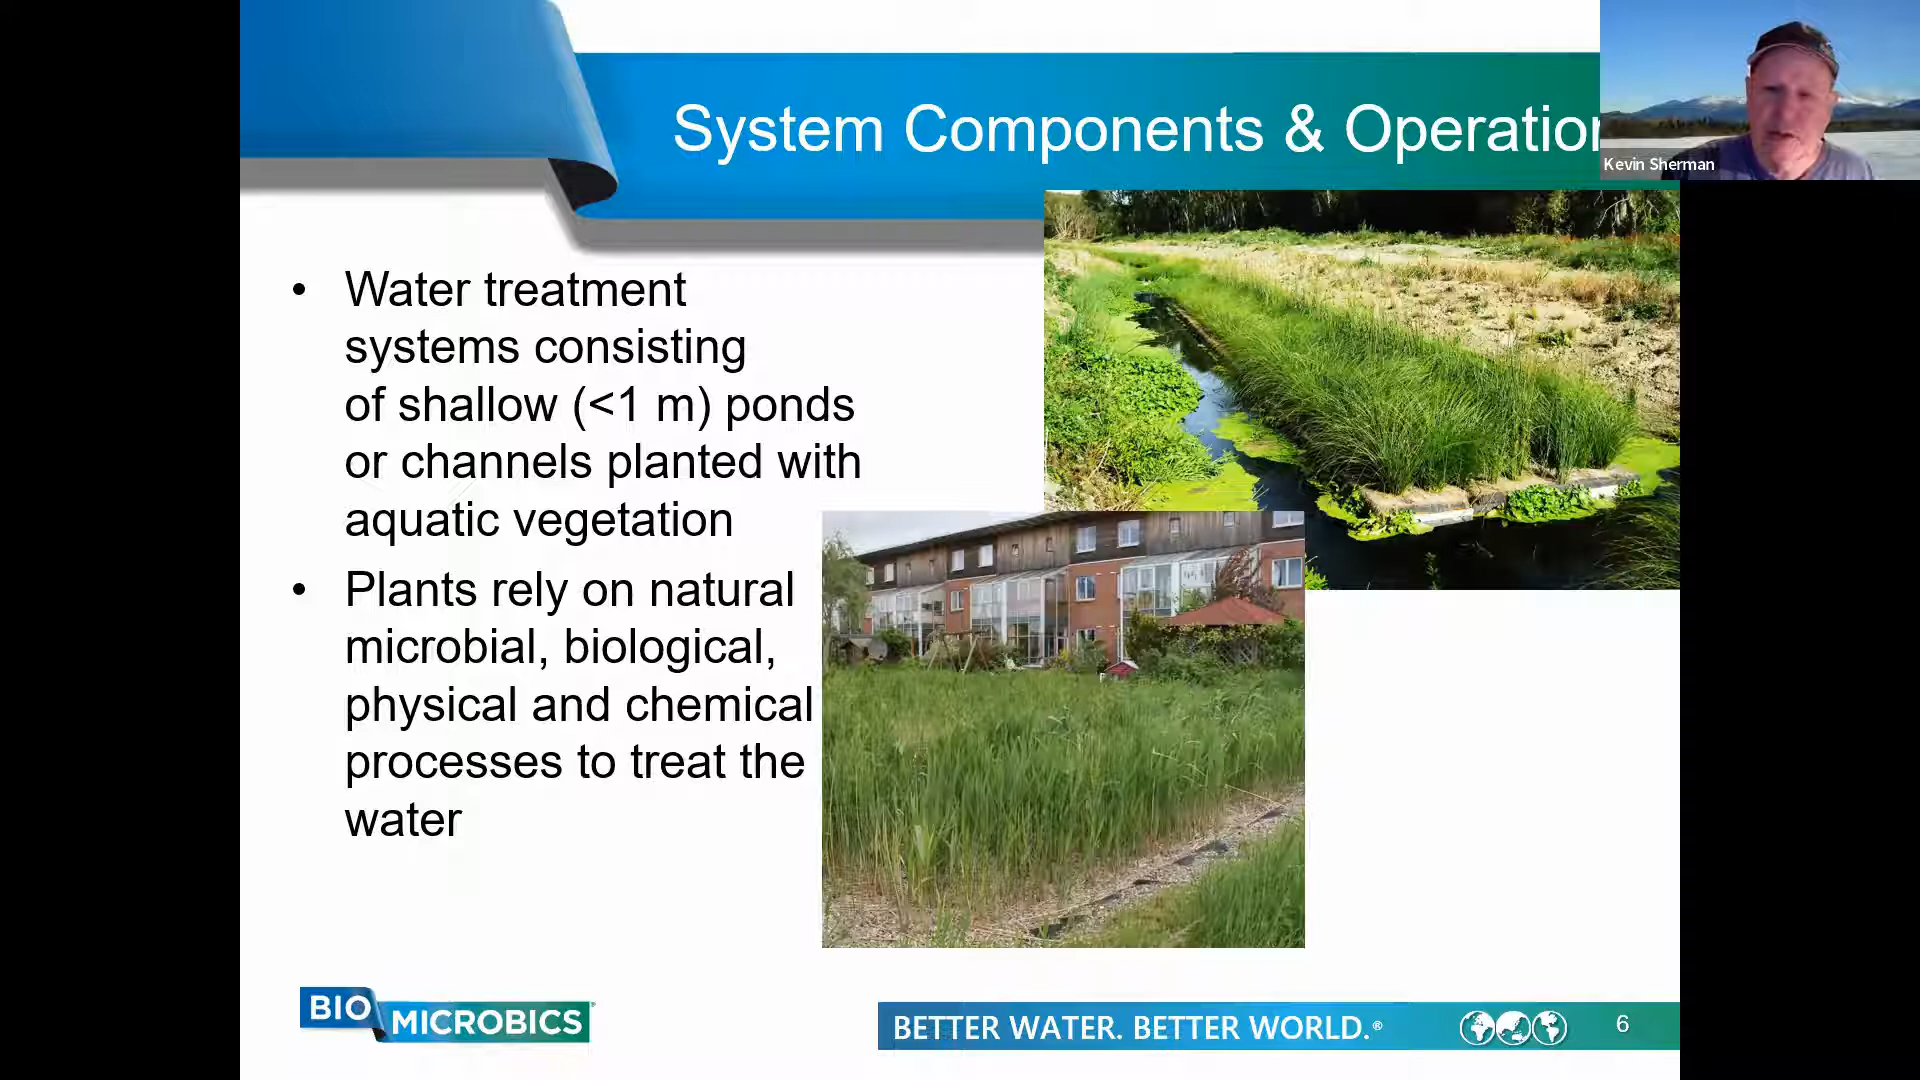 System Components & Operation
Kevin Sherman
• Water treatment
systems consisting
of shallow (<1 m) ponds
or channels planted with
aquatic vegetation
• Plants rely on natural
microbial, biological,
physical and chemical
processes to treat the
water
BIO MICROBICS
BETTER WATER. BETTER WORLD.®
6